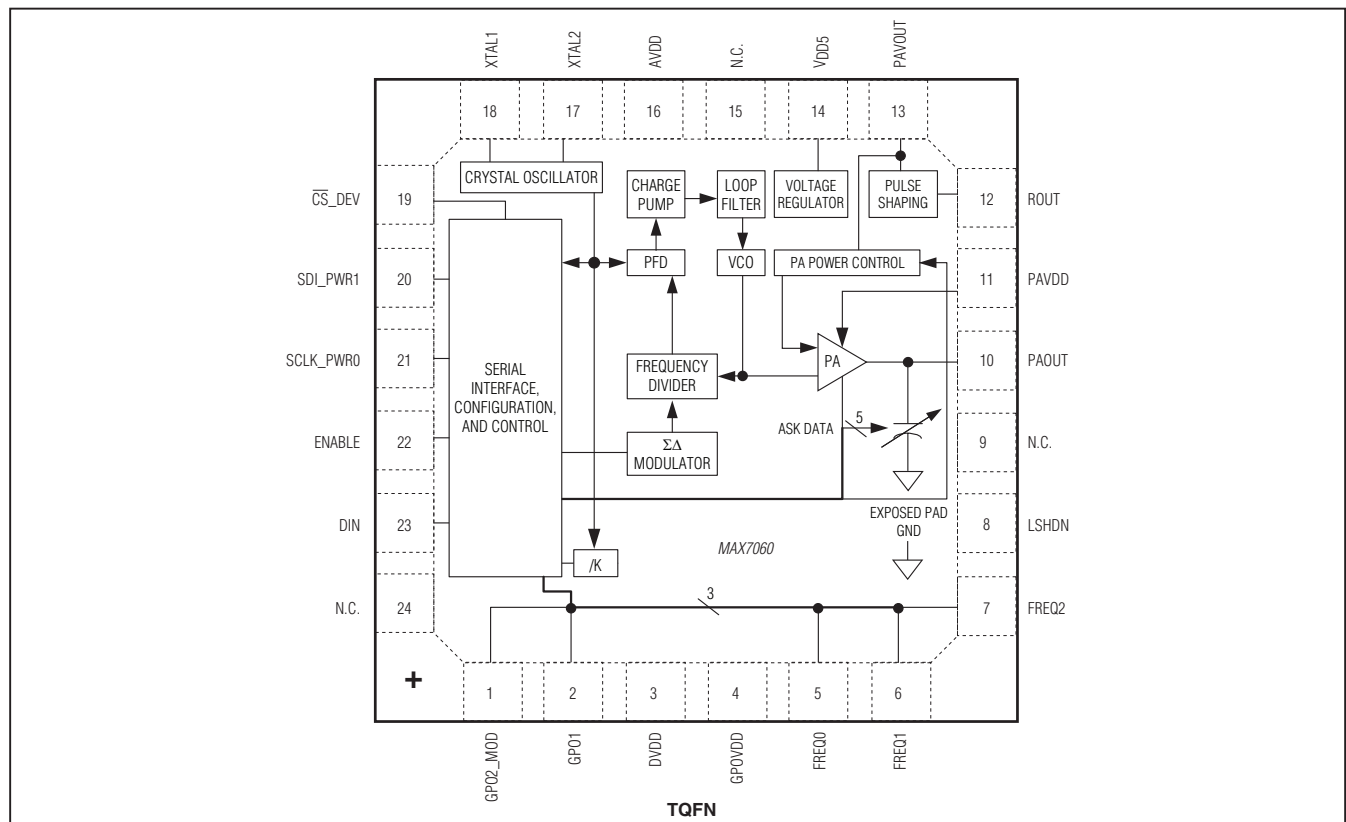 XTAL1
XTAL2
AVDD
N.C.
VDD5
PAVOUT
18
17
16
15
14
13
CRYSTAL OSCILLATOR
CHARGE
PUMP
LOOP
FILTER
VOLTAGE
REGULATOR
PULSE
SHAPING
CS_DEV
19
12
ROUT
SDI_PWR1
20
PFD
VCO
PA POWER CONTROL
11
PAVDD
SCLK_PWR0
21
SERIAL
INTERFACE,
CONFIGURATION,
AND CONTROL
FREQUENCY
DIVIDER
PA
10
PAOUT
ENABLE
22
ΣΔ
MODULATOR
ASK DATA
5
9
N.C.
DIN
23
EXPOSED PAD
GND
8
LSHDN
/K
MAX7060
N.C.
24
3
7
FREQ2
+
1
2
3
4
5
6
GPO2_MOD
GPO1
DVDD
GPOVDD
FREQ0
FREQ1
TQFN